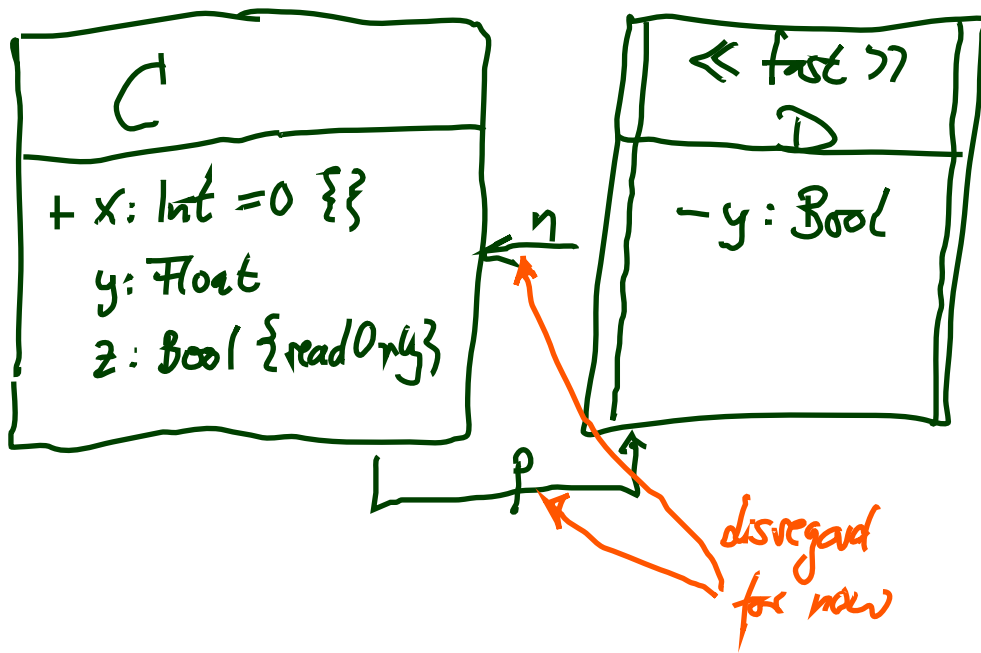 C
+ x: Int = 0 {}
y: Float
z: Bool {readOnly}
n
<< fast >>
D
- y: Bool
p
disregard
for now